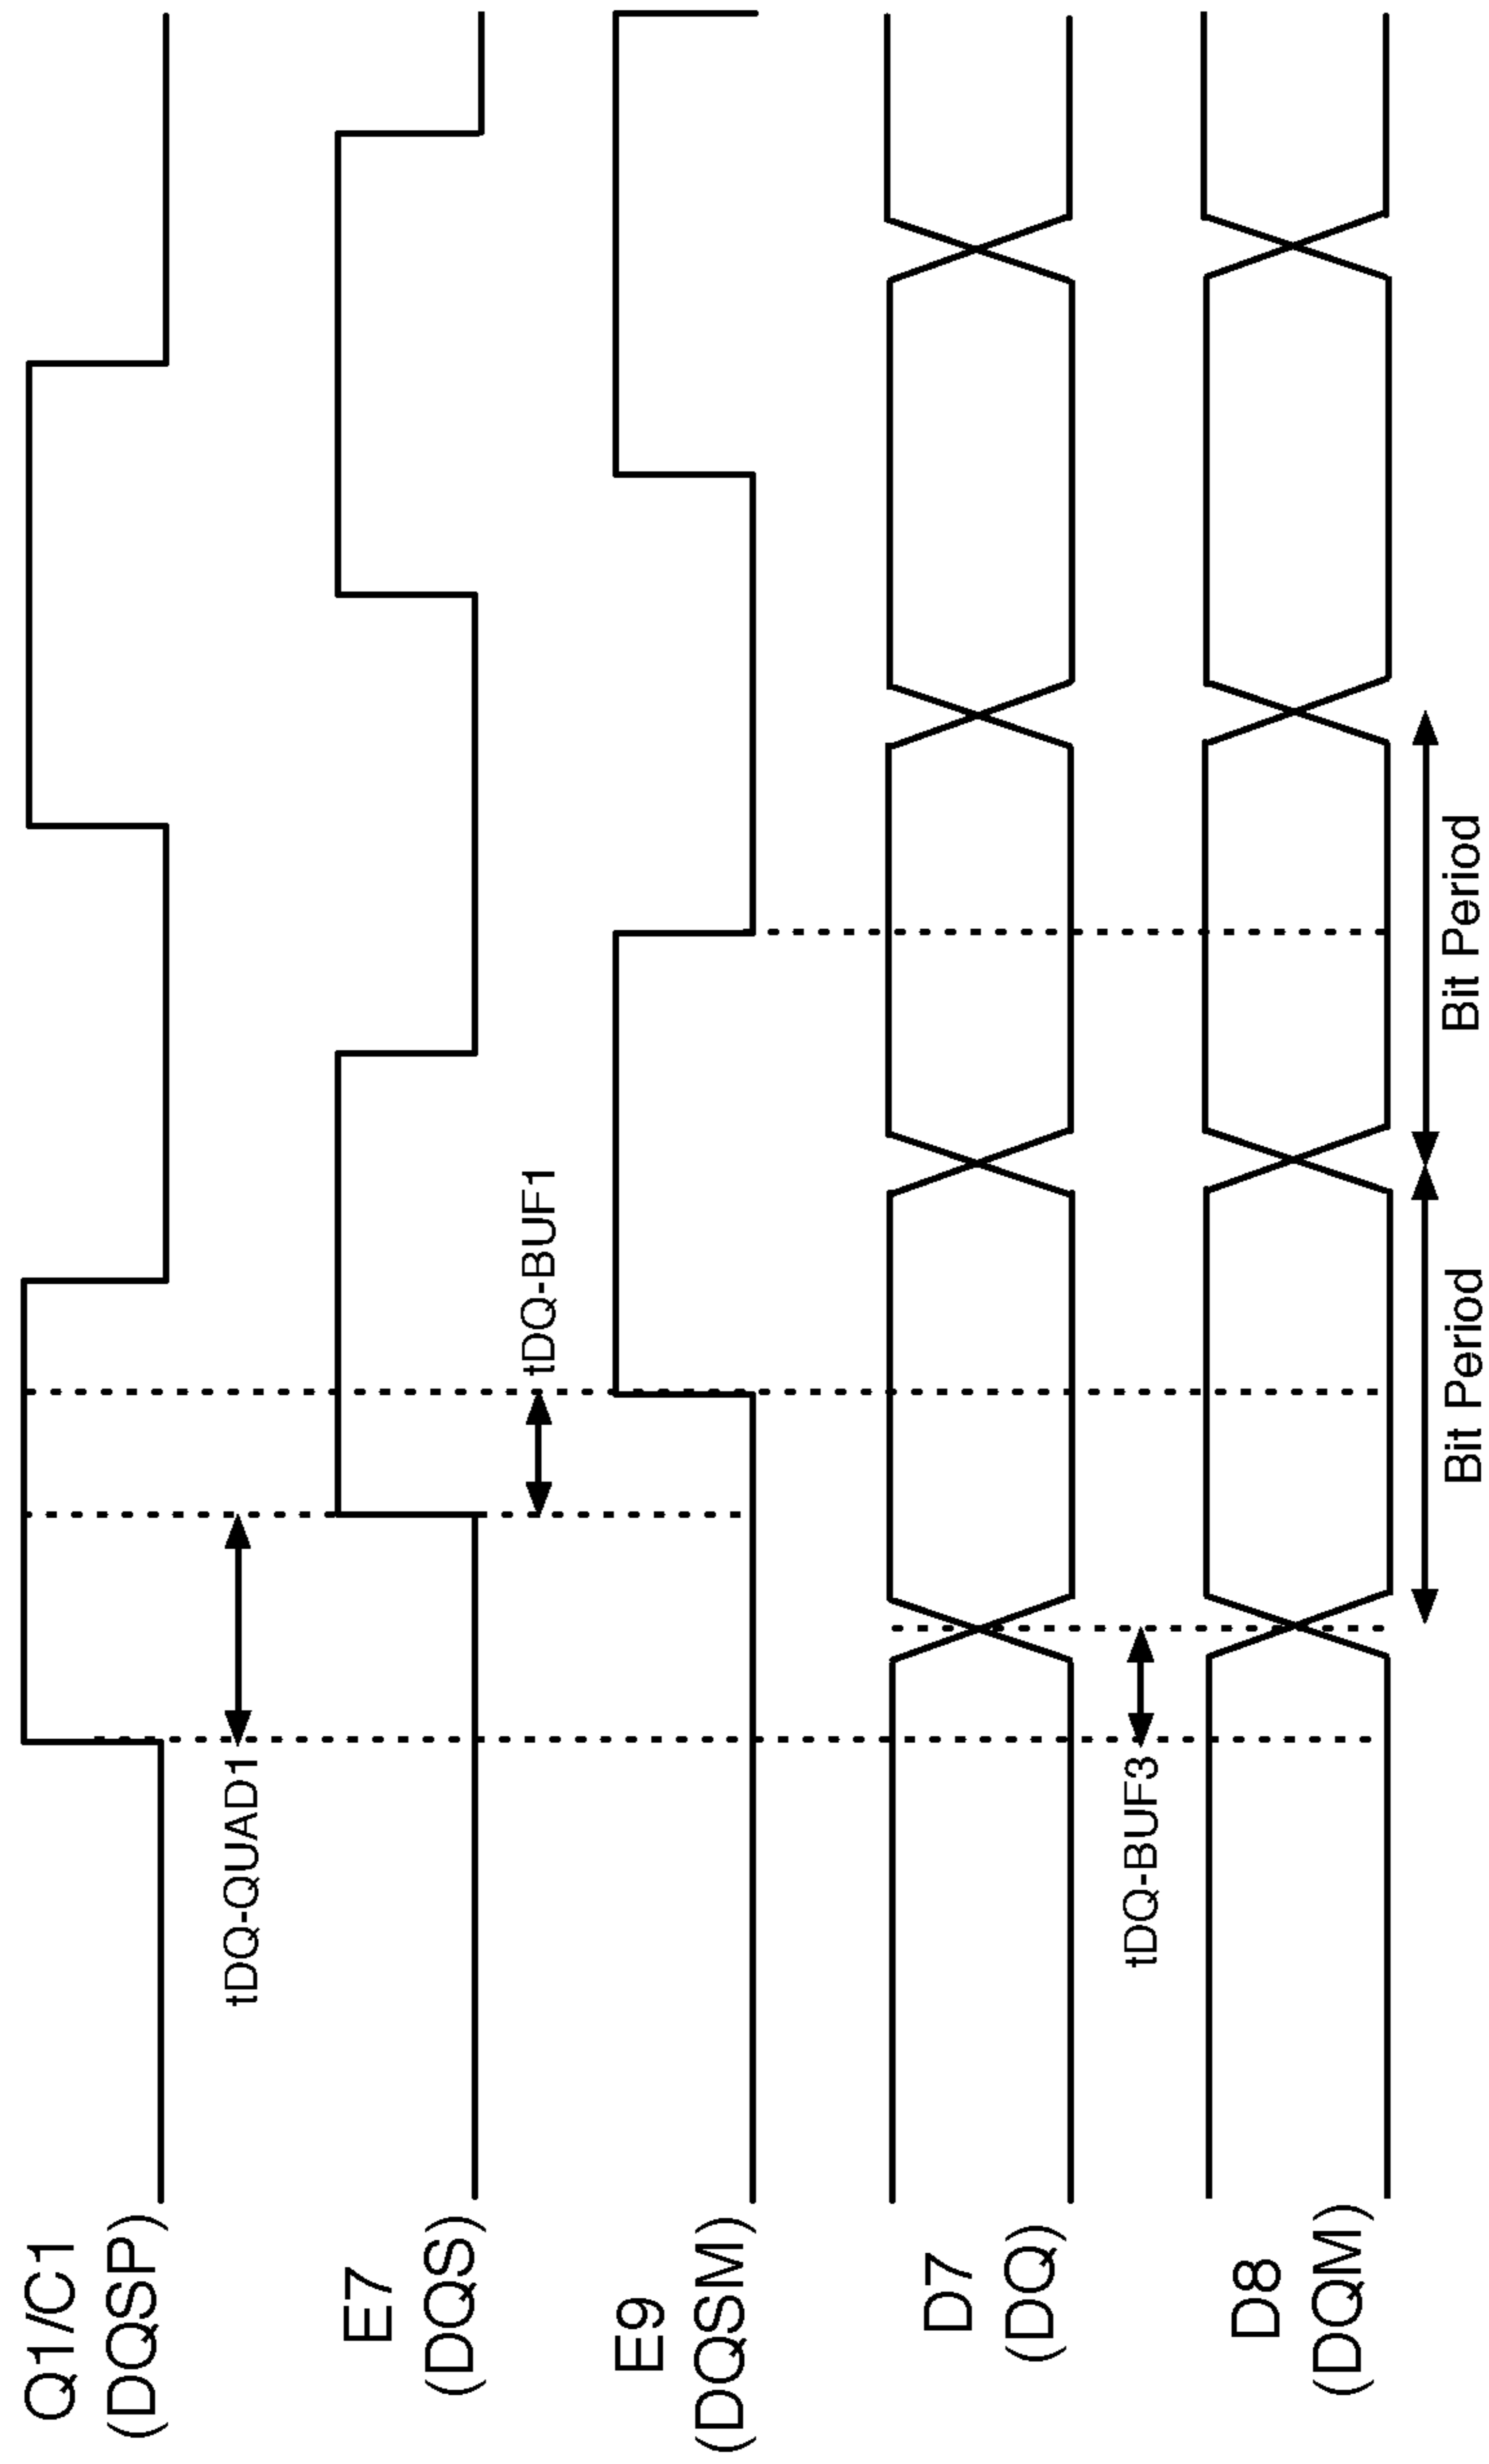 Q1/C1
(DQSP)
tDQ-QUAD1
E7
(DQS)
tDQ-BUF1
E9
(DQSM)
D7
(DQ)
tDQ-BUF3
D8
(DQM)
Bit Period
Bit Period